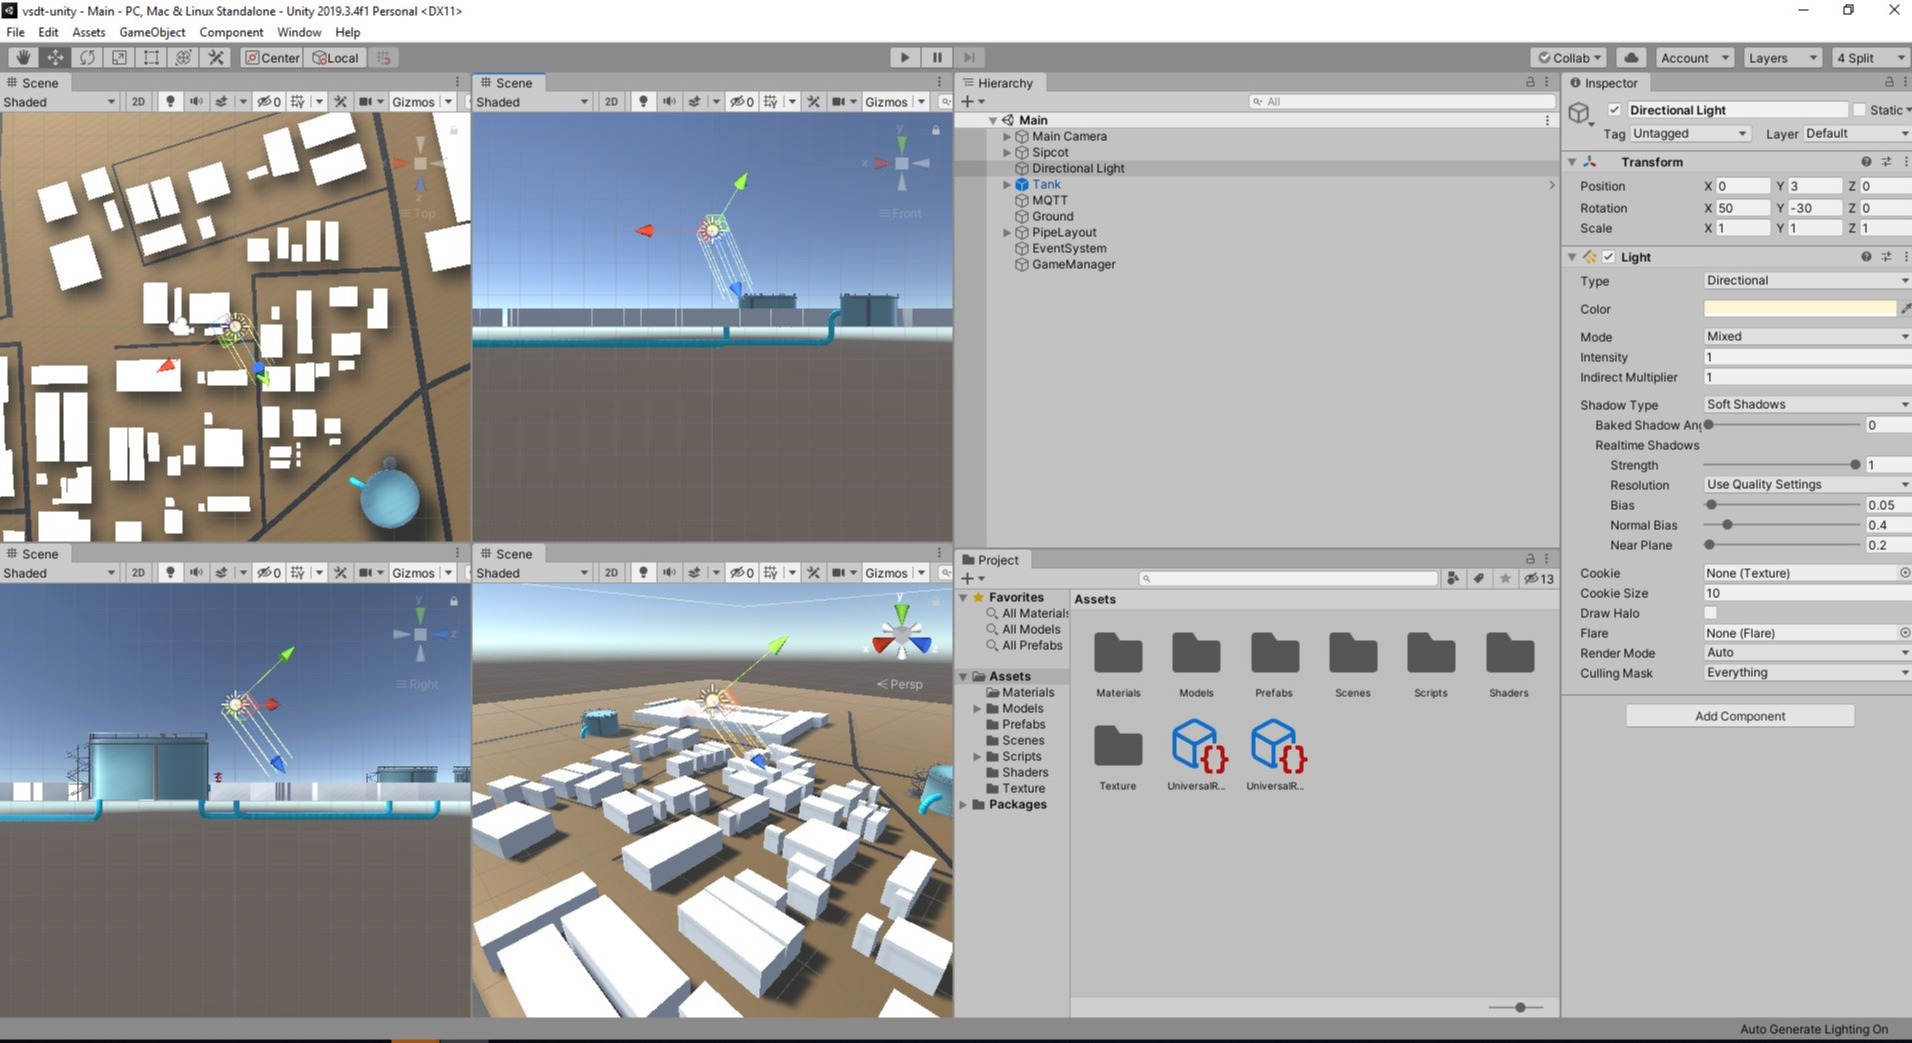 vsdt-unity - Main - PC, Mac & Linux Standalone - Unity 2019.3.4f1 Personal <DX11>
File Edit Assets GameObject Component Window Help
Center Local Collab Account Layers 4 Split
Scene
Shaded 2D 0 Gizmos
Top
Scene
Shaded 2D 0 Gizmos
y
x
Front
Scene
Shaded 2D 0 Gizmos
y
z
Right
Scene
Shaded 2D 0 Gizmos
y
x
z
Persp
Hierarchy
All
Main
Main Camera
Sipcot
Directional Light
Tank
MQTT
Ground
PipeLayout
EventSystem
GameManager
Project
13
Favorites
All Materials
All Models
All Prefabs
Assets
Materials
Models
Prefabs
Scenes
Scripts
Shaders
Texture
Packages
Assets
Materials Models Prefabs Scenes Scripts Shaders
Texture UniversalR... UniversalR...
Inspector
Directional Light Static
Tag Untagged Layer Default
Transform
Position X 0 Y 3 Z 0
Rotation X 50 Y -30 Z 0
Scale X 1 Y 1 Z 1
Light
Type Directional
Color
Mode Mixed
Intensity 1
Indirect Multiplier 1
Shadow Type Soft Shadows
Baked Shadow Ang 0
Realtime Shadows
Strength 1
Resolution Use Quality Settings
Bias 0.05
Normal Bias 0.4
Near Plane 0.2
Cookie None (Texture)
Cookie Size 10
Draw Halo
Flare None (Flare)
Render Mode Auto
Culling Mask Everything
Add Component
Auto Generate Lighting On